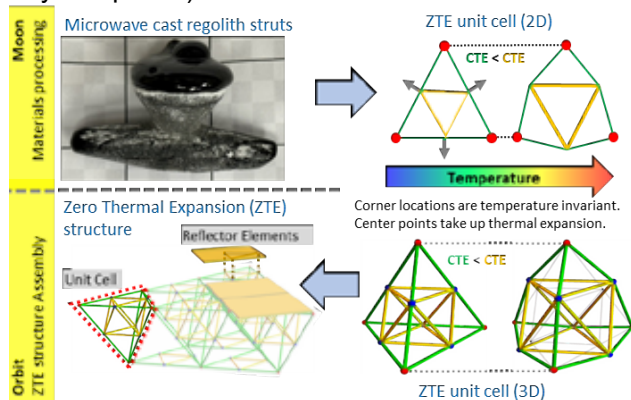 Moon
Materials processing
Microwave cast regolith struts
ZTE unit cell (2D)
CTE < CTE
Temperature
Corner locations are temperature invariant.
Center points take up thermal expansion.
Orbit
ZTE structure Assembly
Zero Thermal Expansion (ZTE)
structure
Reflector Elements
Unit Cell
CTE < CTE
ZTE unit cell (3D)